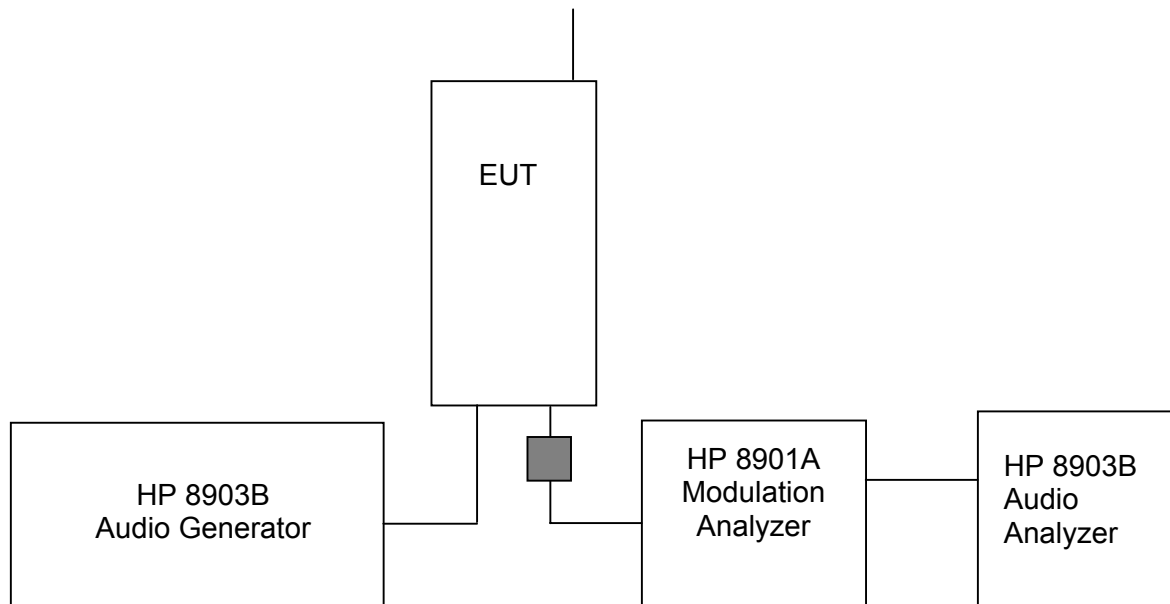 EUT
HP 8903B
Audio Generator
HP 8901A
Modulation
Analyzer
HP 8903B
Audio
Analyzer